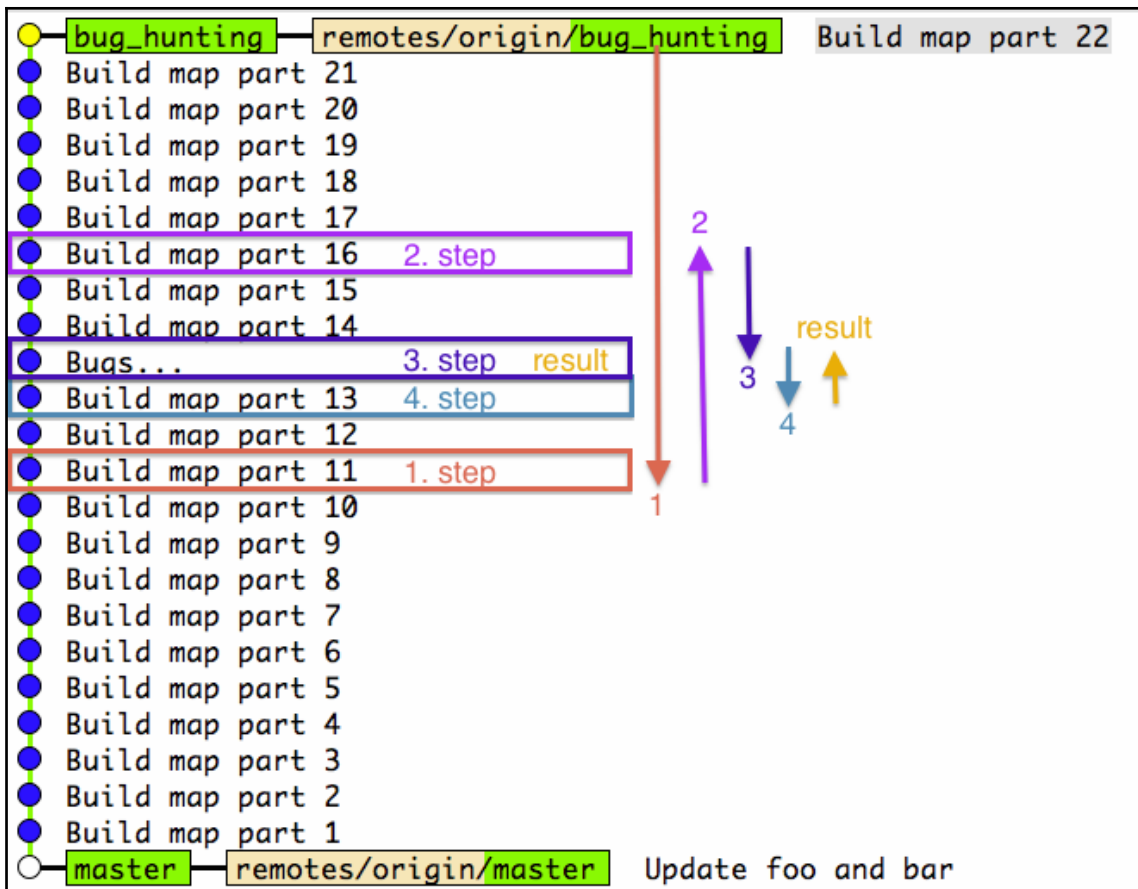 bug_hunting remotes/origin/bug_hunting Build map part 22
Build map part 21
Build map part 20
Build map part 19
Build map part 18
Build map part 17
2
Build map part 16 2. step
Build map part 15
Build map part 14 result
Bugs... 3. step result
3
Build map part 13 4. step
4
Build map part 12
Build map part 11 1. step
Build map part 10 1
Build map part 9
Build map part 8
Build map part 7
Build map part 6
Build map part 5
Build map part 4
Build map part 3
Build map part 2
Build map part 1
master remotes/origin/master Update foo and bar